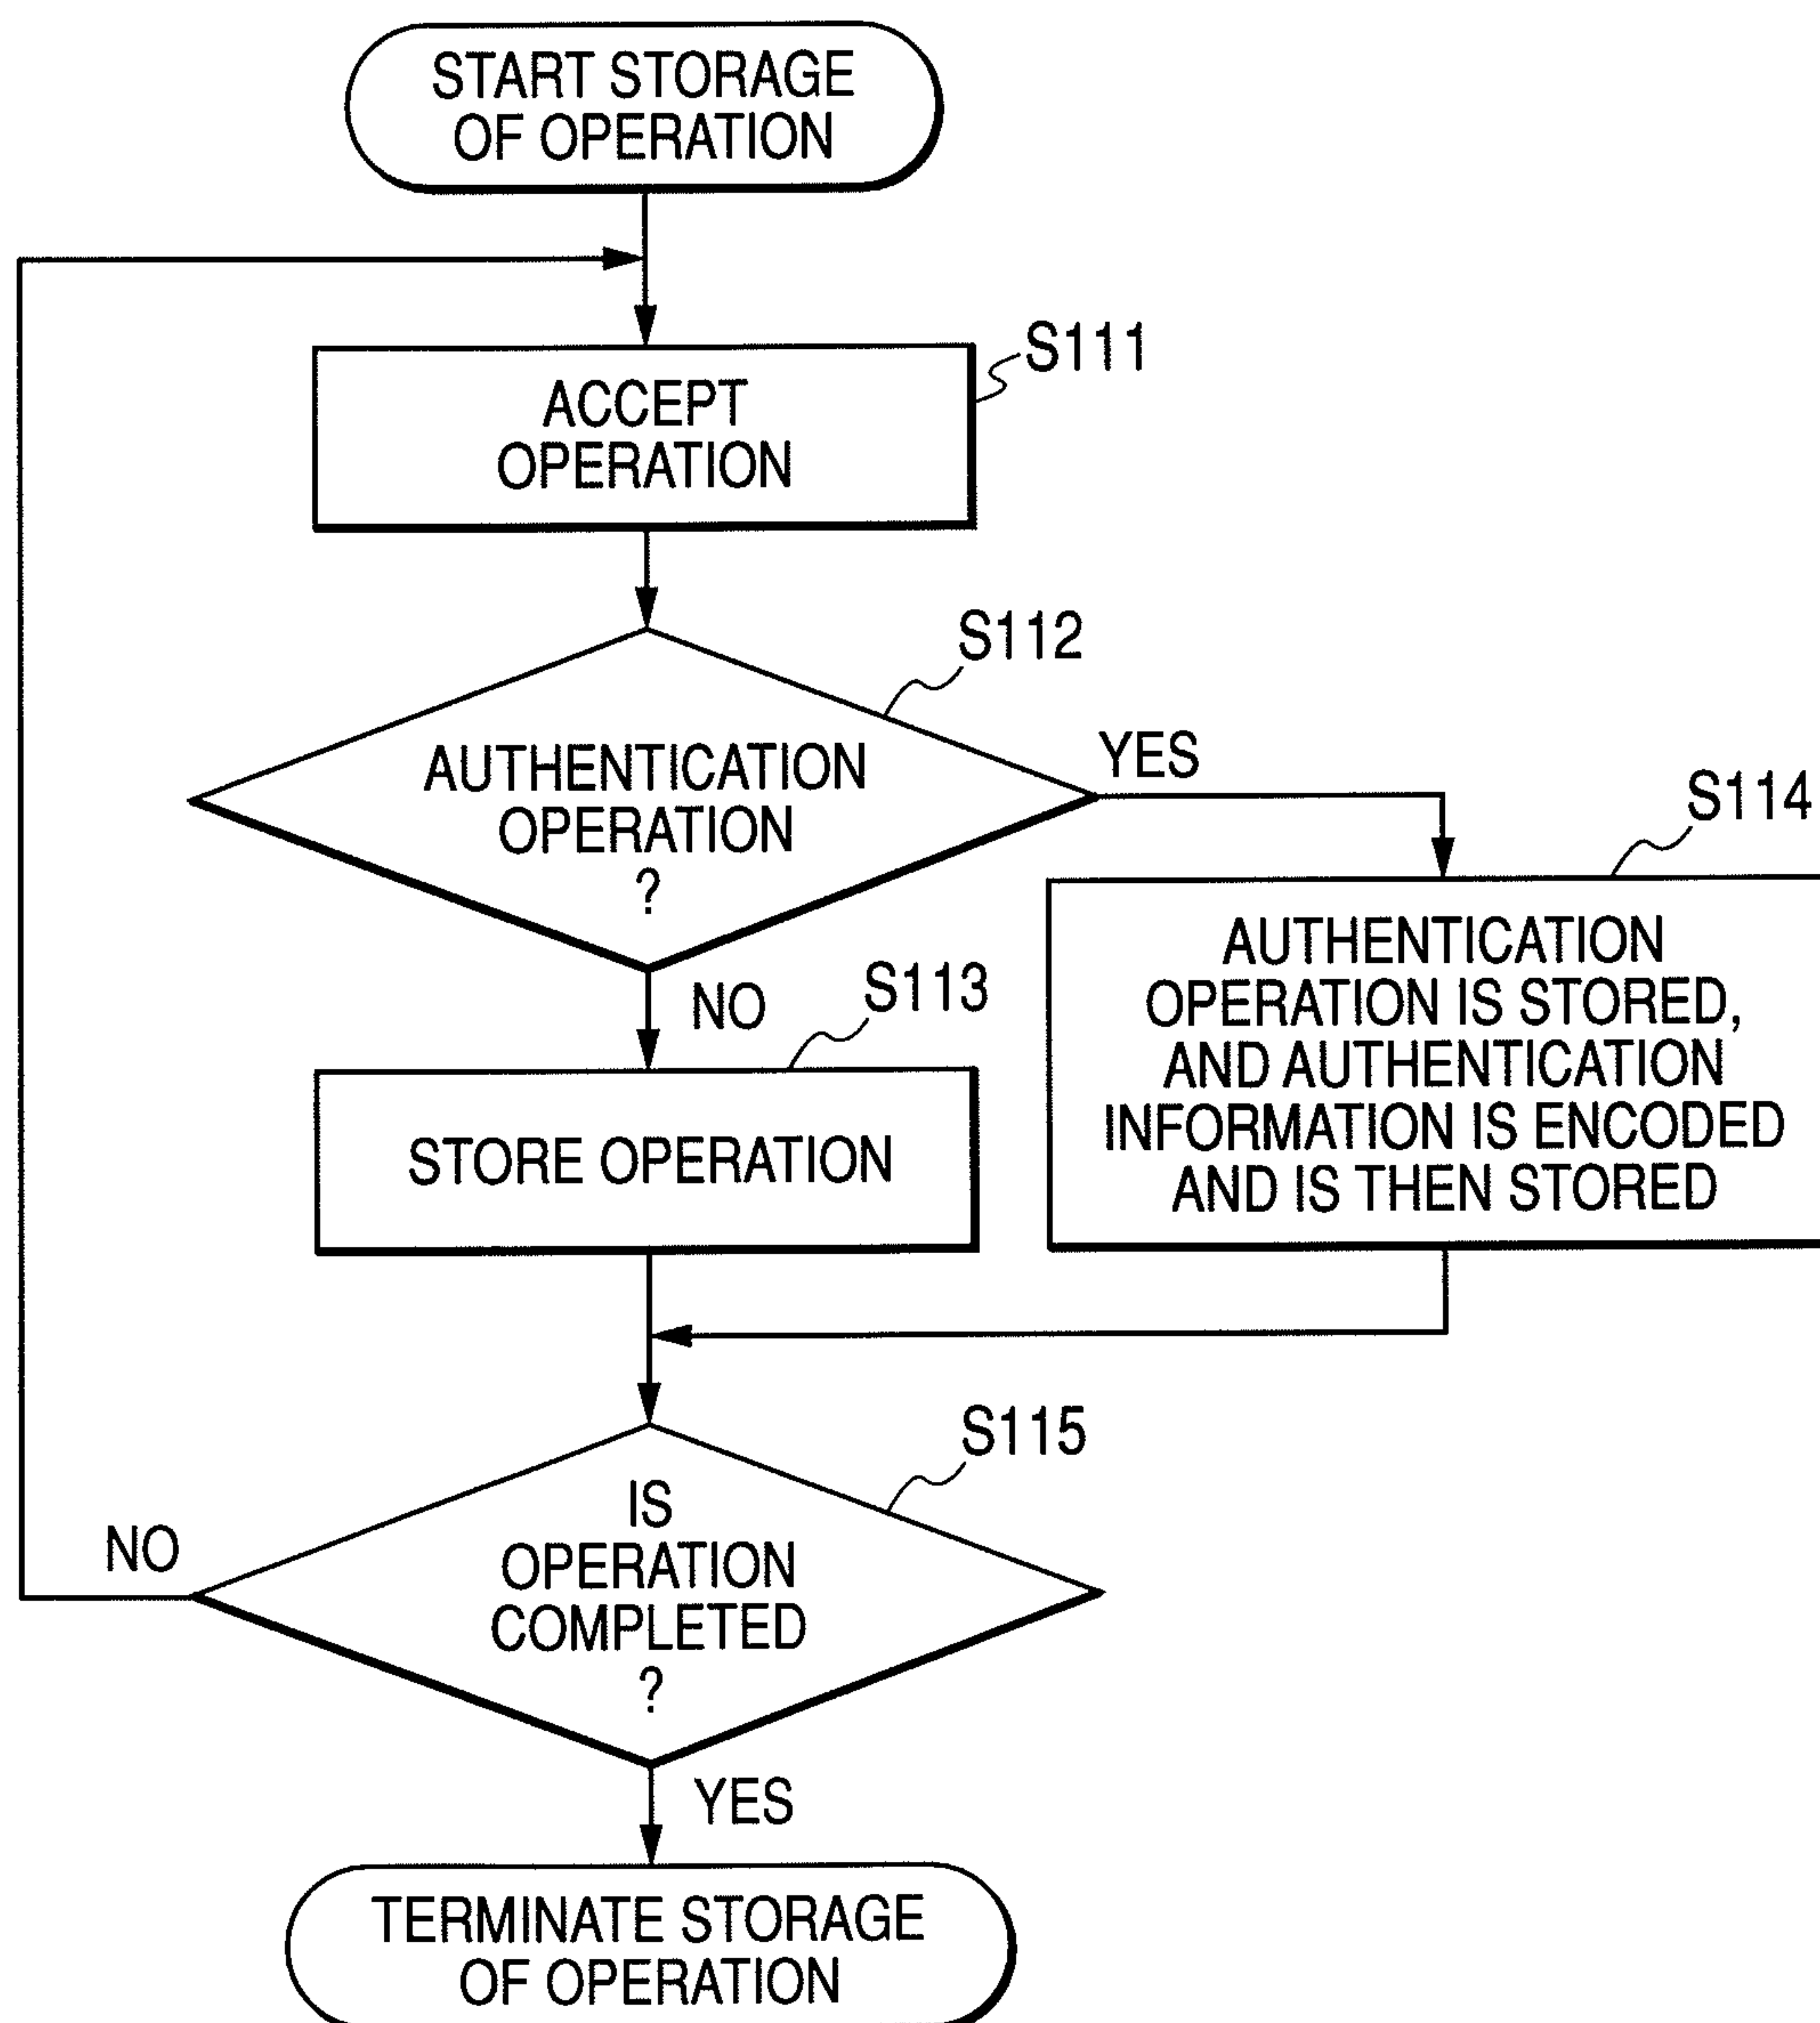 START STORAGE
OF OPERATION
S111
ACCEPT
OPERATION
S112
AUTHENTICATION
OPERATION
?
YES
S114
AUTHENTICATION
OPERATION IS STORED,
AND AUTHENTICATION
INFORMATION IS ENCODED
AND IS THEN STORED
NO
S113
STORE OPERATION
S115
IS
OPERATION
COMPLETED
?
NO
YES
TERMINATE STORAGE
OF OPERATION